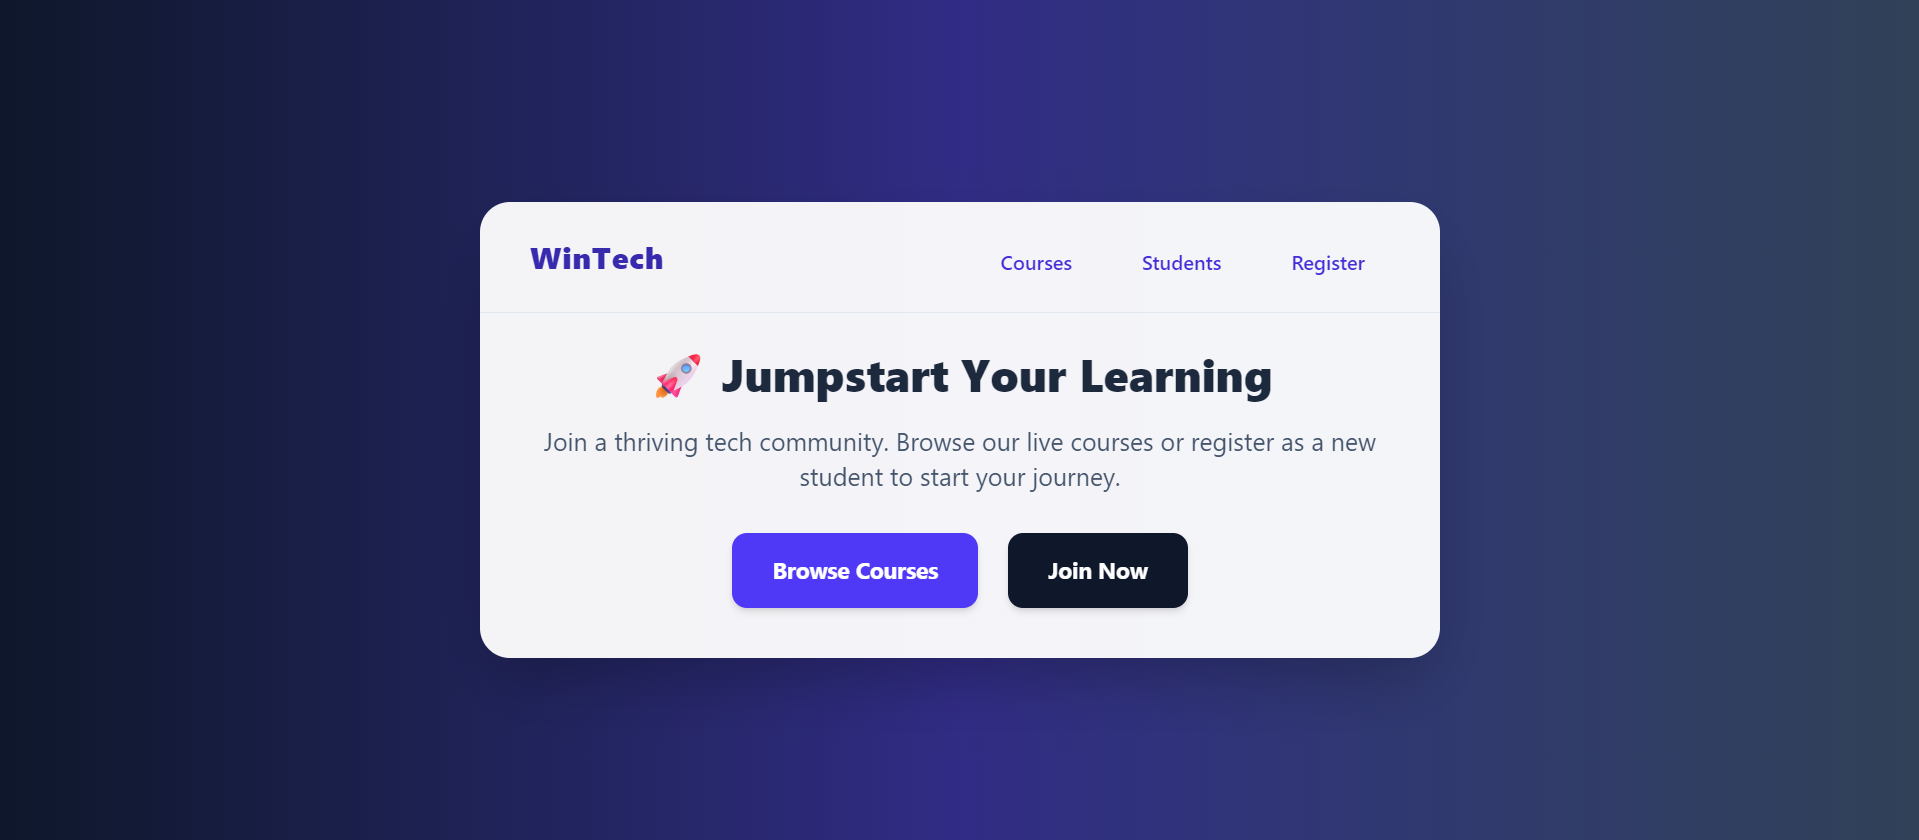 WinTech
Courses Students Register
🚀 Jumpstart Your Learning
Join a thriving tech community. Browse our live courses or register as a new
student to start your journey.
Browse Courses Join Now